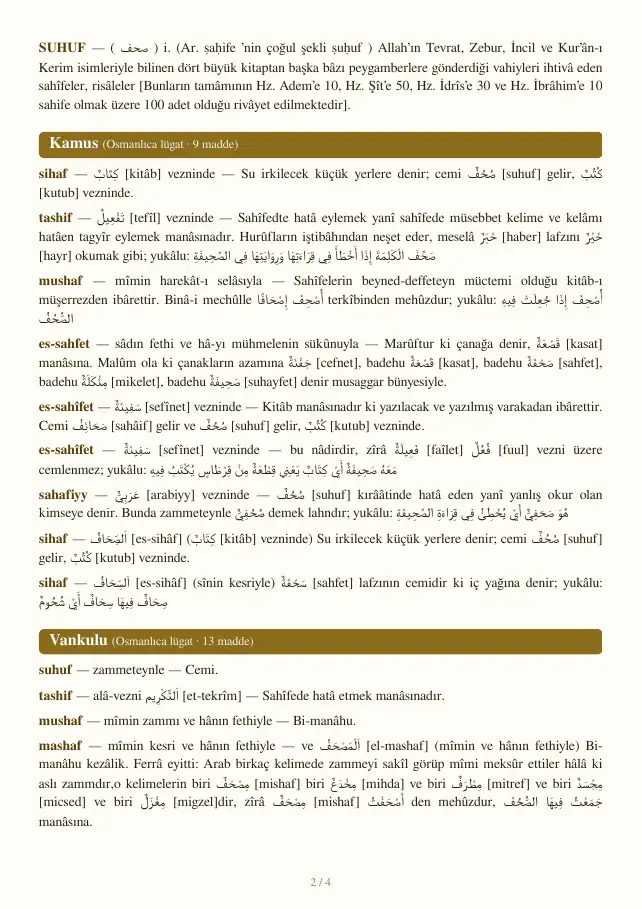 SUHUF — ( صحف ) i. (Ar. ṣaḥіfe 'nin çoğul şekli ṣuḥuf ) Allah'ın Tevrat, Zebur, İncil ve Kur'ân-ı
Kerim isimleriyle bilinen dört büyük kitaptan başka bâzı peygamberlere gönderdiği vahiyleri ihtivâ eden
sahîfeler, risâleler [Bunların tamâmının Hz. Adem'e 10, Hz. Şît'e 50, Hz. İdrîs'e 30 ve Hz. İbrâhim'e 10
sahife olmak üzere 100 adet olduğu rivâyet edilmektedir].
Kamus (Osmanlıca lügat · 9 madde)
sihaf — كِتَابٌ [kitâb] vezninde — Su irkilecek küçük yerlere denir; cemi صُحُفٌ [suhuf] gelir, كُتُبٌ
[kutub] vezninde.
tashif — تَفْعِيلٌ [tefîl] vezninde — Sahîfedte hatâ eylemek yanî sahîfede müsebbet kelime ve kelâmı
hatâen tagyîr eylemek manâsınadır. Hurûfların iştibâhından neşet eder, meselâ خَبَرٌ [haber] lafzını خَيْرٌ
[hayr] okumak gibi; yukâlu: صَحَّفَ الْكَلِمَةَ إِذَا أَخْطَأَ فِي قِرَاءَتِهَا وَرِوَايَتِهَا فِي الصَّحِيفَةِ
mushaf — mîmin harekât-ı selâsıyla — Sahîfelerin beyned-deffeteyn müctemi olduğu kitâb-ı
müşerrezden ibârettir. Binâ-i mechûlle أُصْحِفَ إِصْحَافًا terkîbinden mehûzdur; yukâlu: أُصْحِفَ إِذَا جُعِلَتْ فِيهِ
الصُّحُفُ
es-sahfet — sâdın fethi ve hâ-yı mühmelenin sükûnuyla — Marûftur ki çanağa denir, قَصْعَةٌ [kasat]
manâsına. Malûm ola ki çanakların azamına جَفْنَةٌ [cefnet], badehu قَصْعَةٌ [kasat], badehu صَحْفَةٌ [sahfet],
badehu مِئْكَلَةٌ [mikelet], badehu صُحَيْفَةٌ [suhayfet] denir musaggar bünyesiyle.
es-sahîfet — سَفِينَةٌ [sefînet] vezninde — Kitâb manâsınadır ki yazılacak ve yazılmış varakadan ibârettir.
Cemi صَحَائِفُ [sahâif] gelir ve صُحُفٌ [suhuf] gelir, كُتُبٌ [kutub] vezninde.
es-sahîfet — سَفِينَةٌ [sefînet] vezninde — bu nâdirdir, zîrâ فَعِيلَةٌ [faîlet] فُعُلٌ [fuul] vezni üzere
cemlenmez; yukâlu: مَعَهُ صَحِيفَةٌ أَيْ كِتَابٌ يَعْنِي قِطْعَةٌ مِنْ قِرْطَاسٍ يُكْتَبُ فِيهِ
sahafiyy — عَرَبِيٌّ [arabiyy] vezninde — صُحُفٌ [suhuf] kırâatinde hatâ eden yanî yanlış okur olan
kimseye denir. Bunda zammeteynle صُحُفِيٌّ demek lahndır; yukâlu: هُوَ صَحَفِيٌّ أَيْ يُخْطِئُ فِي قِرَاءَةِ الصَّحِيفَةِ
sihaf — اَلصِّحَافُ [es-sihâf] (كِتَابٌ [kitâb] vezninde) Su irkilecek küçük yerlere denir; cemi صُحُفٌ [suhuf]
gelir, كُتُبٌ [kutub] vezninde.
sihaf — اَلسِّحَافُ [es-sihâf] (sînin kesriyle) سَحْفَةٌ [sahfet] lafzının cemidir ki iç yağına denir; yukâlu:
صِحَافٌ فِيهَا سِحَافٌ أَيْ شُحُومٌ
Vankulu (Osmanlıca lügat · 13 madde)
suhuf — zammeteynle — Cemi.
tashif — alâ-vezni اَلتَّكْرِيم [et-tekrîm] — Sahîfede hatâ etmek manâsınadır.
mushaf — mîmin zammı ve hânın fethiyle — Bi-manâhu.
mashaf — mîmin kesri ve hânın fethiyle — ve اَلْمَصْحَفُ [el-mashaf] (mîmin ve hânın fethiyle) Bi-
manâhu kezâlik. Ferrâ eyitti: Arab birkaç kelimede zammeyi sakîl görüp mîmi meksûr ettiler hâlâ ki
aslı zammdır,o kelimelerin biri مِصْحَفٌ [mishaf] biri مِخْدَعٌ [mihda] ve biri مِطْرَفٌ [mitref] ve biri مِجْسَدٌ
[micsed] ve biri مِغْزَلٌ [migzel]dir, zîrâ مِصْحَفٌ [mishaf] أَصْحَفْتُ den mehûzdur, جَمَعْتُ فِيهَا الصُّحُفَ
manâsına.
2 / 4